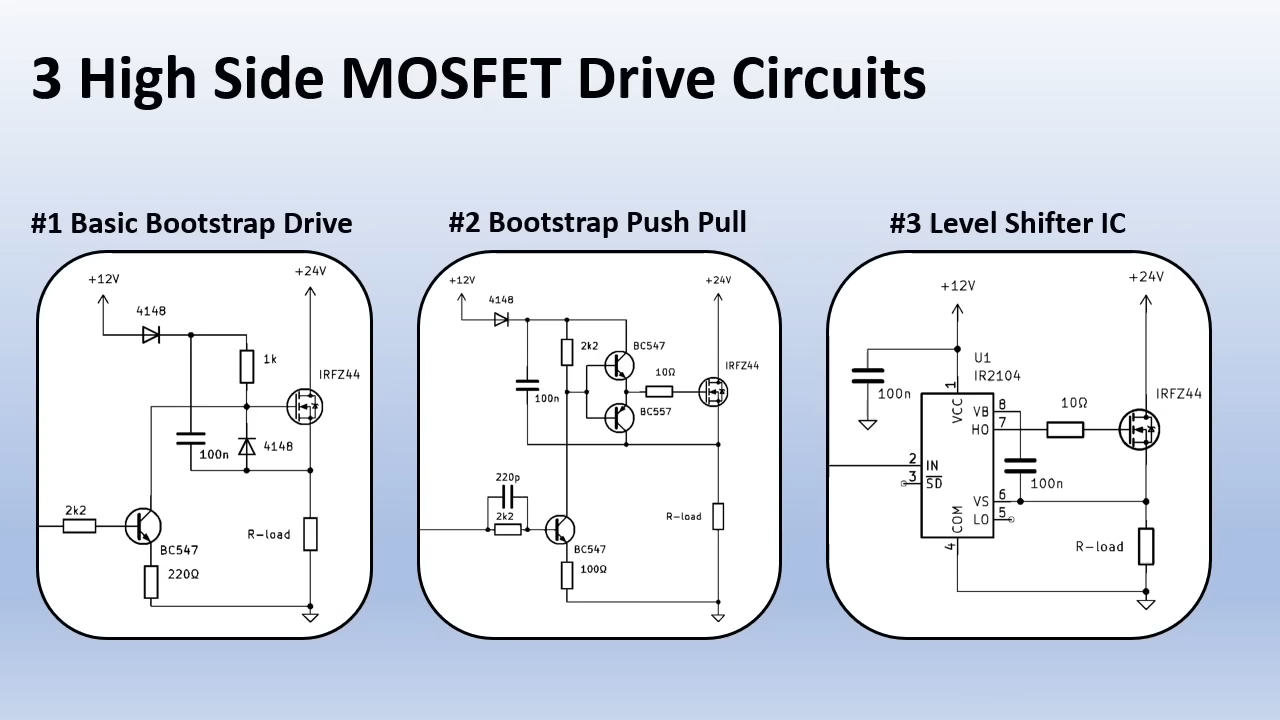 3 High Side MOSFET Drive Circuits
#1 Basic Bootstrap Drive
+12V
+24V
4148
1k
IRFZ44
100n
4148
2k2
BC547
220Ω
R-load
#2 Bootstrap Push Pull
+12V
+24V
4148
2k2
BC547
10Ω
IRFZ44
100n
BC557
220p
2k2
R-load
BC547
100Ω
#3 Level Shifter IC
+12V
+24V
U1
IR2104
100n
IRFZ44
1
VCC
VB
8
10Ω
HO
7
2
IN
3
SD
100n
VS
6
LO
5
COM
4
R-load